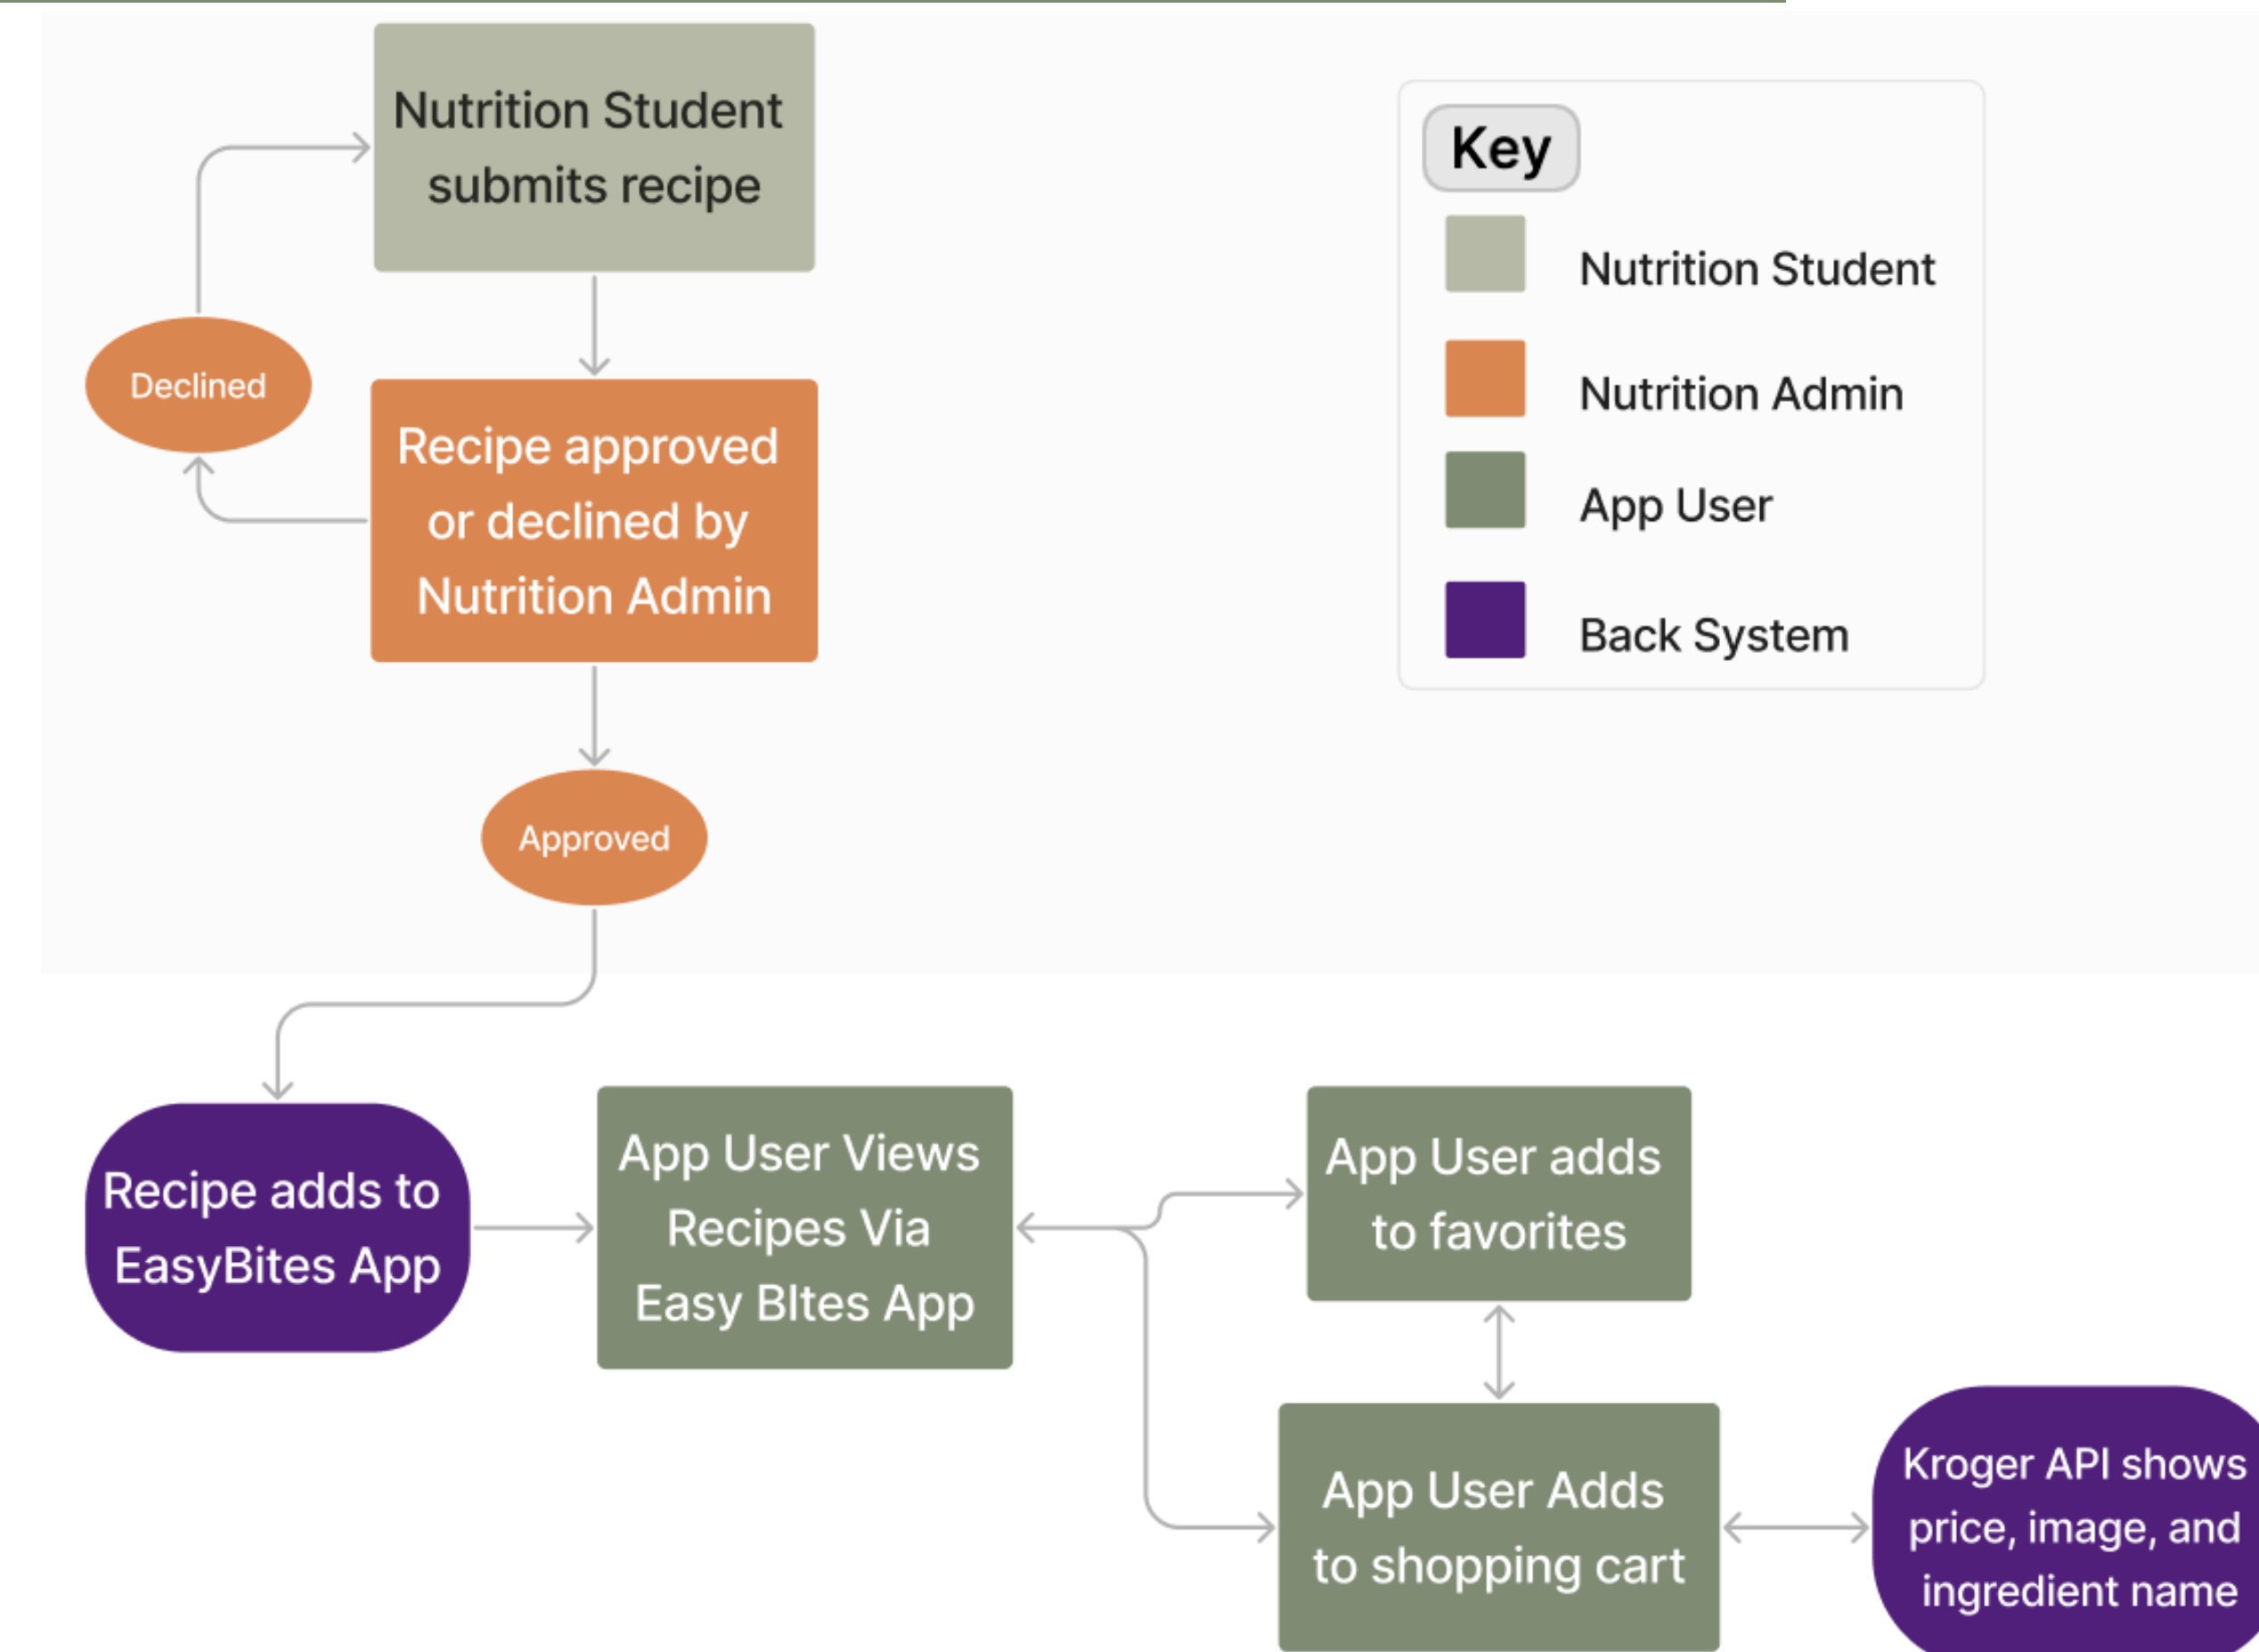 Nutrition Student
submits recipe
Key
Nutrition Student
Nutrition Admin
App User
Back System
Declined
Recipe approved
or declined by
Nutrition Admin
Approved
Recipe adds to
EasyBites App
App User Views
Recipes Via
Easy BItes App
App User adds
to favorites
App User Adds
to shopping cart
Kroger API shows
price, image, and
ingredient name